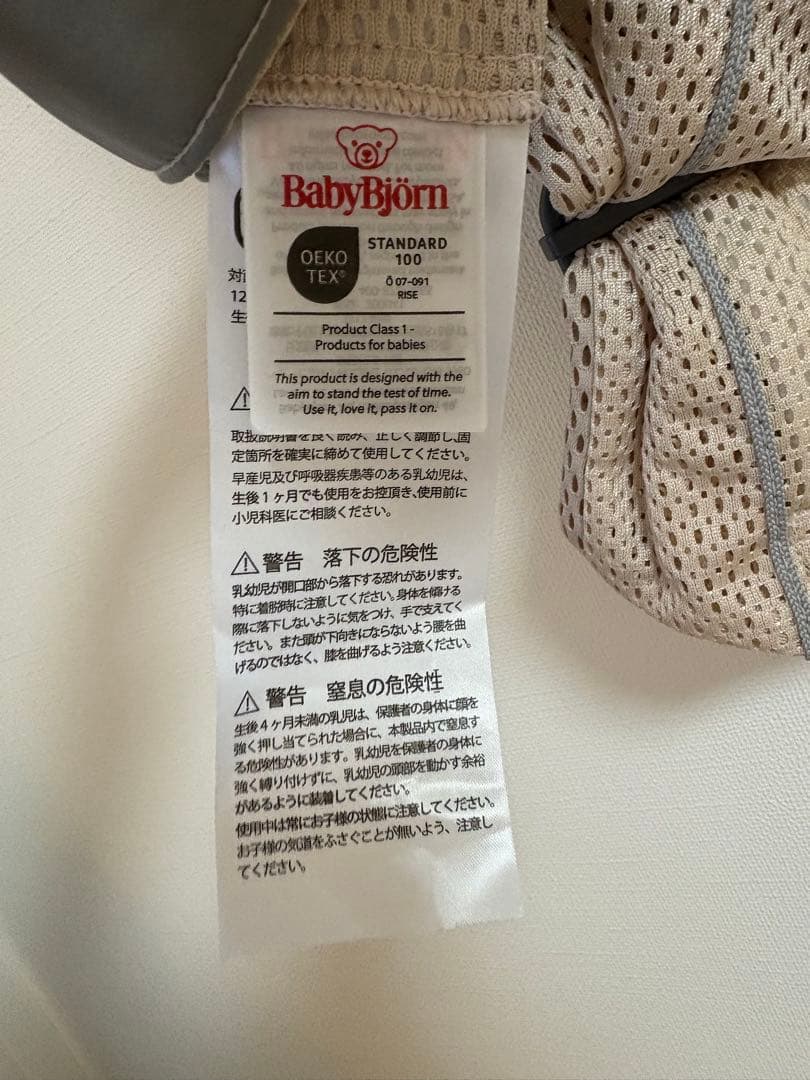 BabyBjörn
OEKO
TEX®
STANDARD
100
Ö 07-091
RISE
Product Class 1 -
Products for babies
This product is designed with the
aim to stand the test of time.
Use it, love it, pass it on.
対
12
生
取扱説明書を良く読み、正しく調節し、固
定箇所を確実に締めて使用してください。
早産児及び呼吸器疾患等のある乳幼児は、
生後1ヶ月でも使用をお控頂き、使用前に
小児科医にご相談ください。
警告 落下の危険性
乳幼児が開口部から落下する恐れがあります。
特に着脱時に注意してください。身体を傾ける
際に落下しないように気をつけ、手で支えてく
ださい。また頭が下向きにならないよう腰を曲
げるのではなく、膝を曲げるよう注意ください。
警告 窒息の危険性
生後4ヶ月未満の乳児は、保護者の身体に顔を
強く押し当てられた場合に、本製品内で窒息す
る危険性があります。乳幼児を保護者の身体に
強く縛り付けずに、乳幼児の頭部を動かす余裕
があるように装着してください。
使用中は常にお子様の状態に注意してください。
お子様の気道をふさぐことが無いよう、注意し
てください。